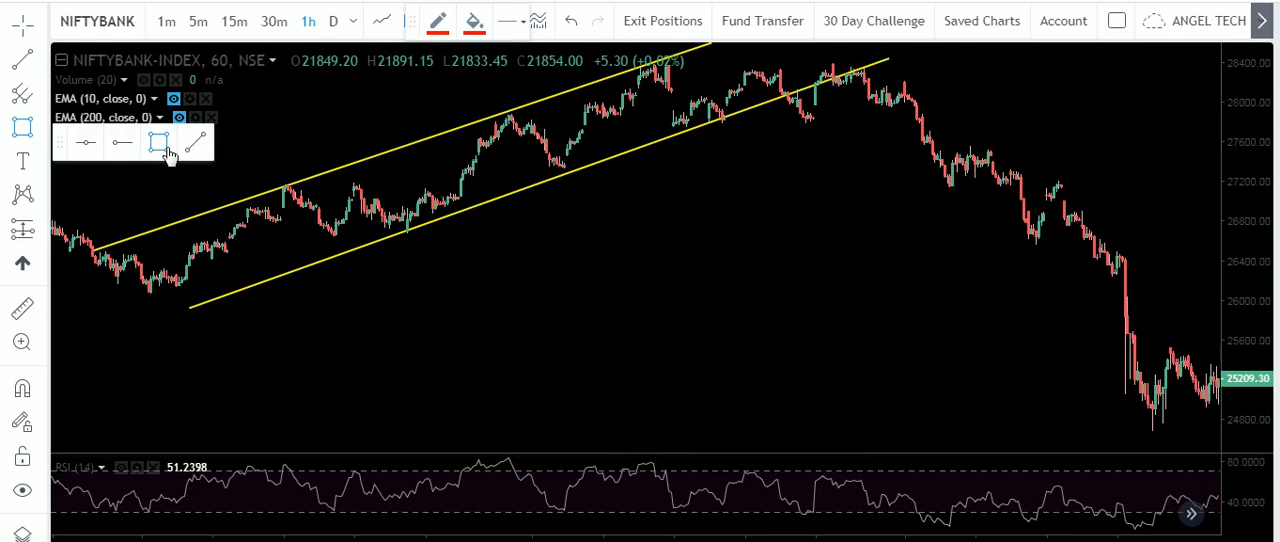 NIFTYBANK 1m 5m 15m 30m 1h D Exit Positions Fund Transfer 30 Day Challenge Saved Charts Account ANGEL TECH
NIFTYBANK-INDEX, 60, NSE O21849.20 H21891.15 L21833.45 C21854.00 +5.30 (+0.02%)
Volume (20) 0 n/a
EMA (10, close, 0)
EMA (200, close, 0)
T
28400.00
28000.00
27600.00
27200.00
26800.00
26400.00
26000.00
25600.00
25209.30
24800.00
RSI (14) 51.2398
80.0000
40.0000